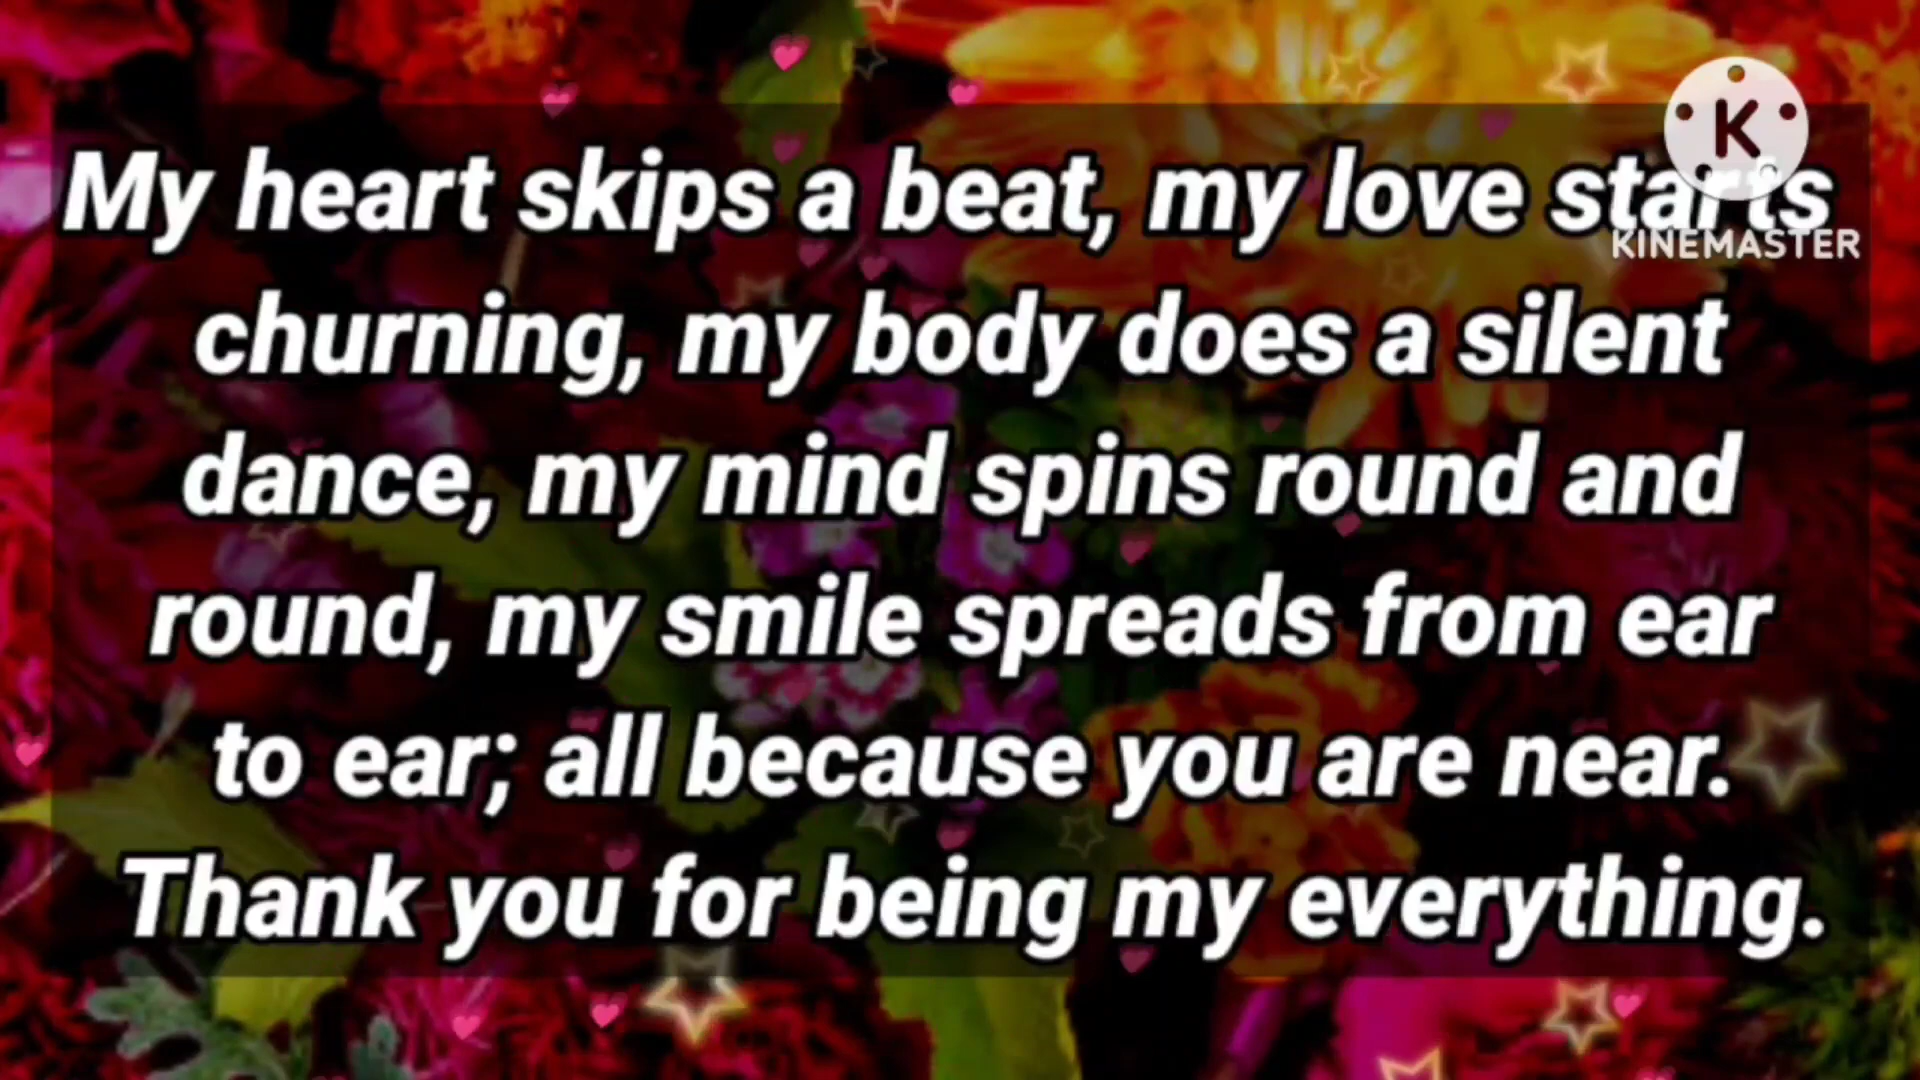 My heart skips a beat, my love starts
churning, my body does a silent
dance, my mind spins round and
round, my smile spreads from ear
to ear; all because you are near.
Thank you for being my everything.
K
KINEMASTER